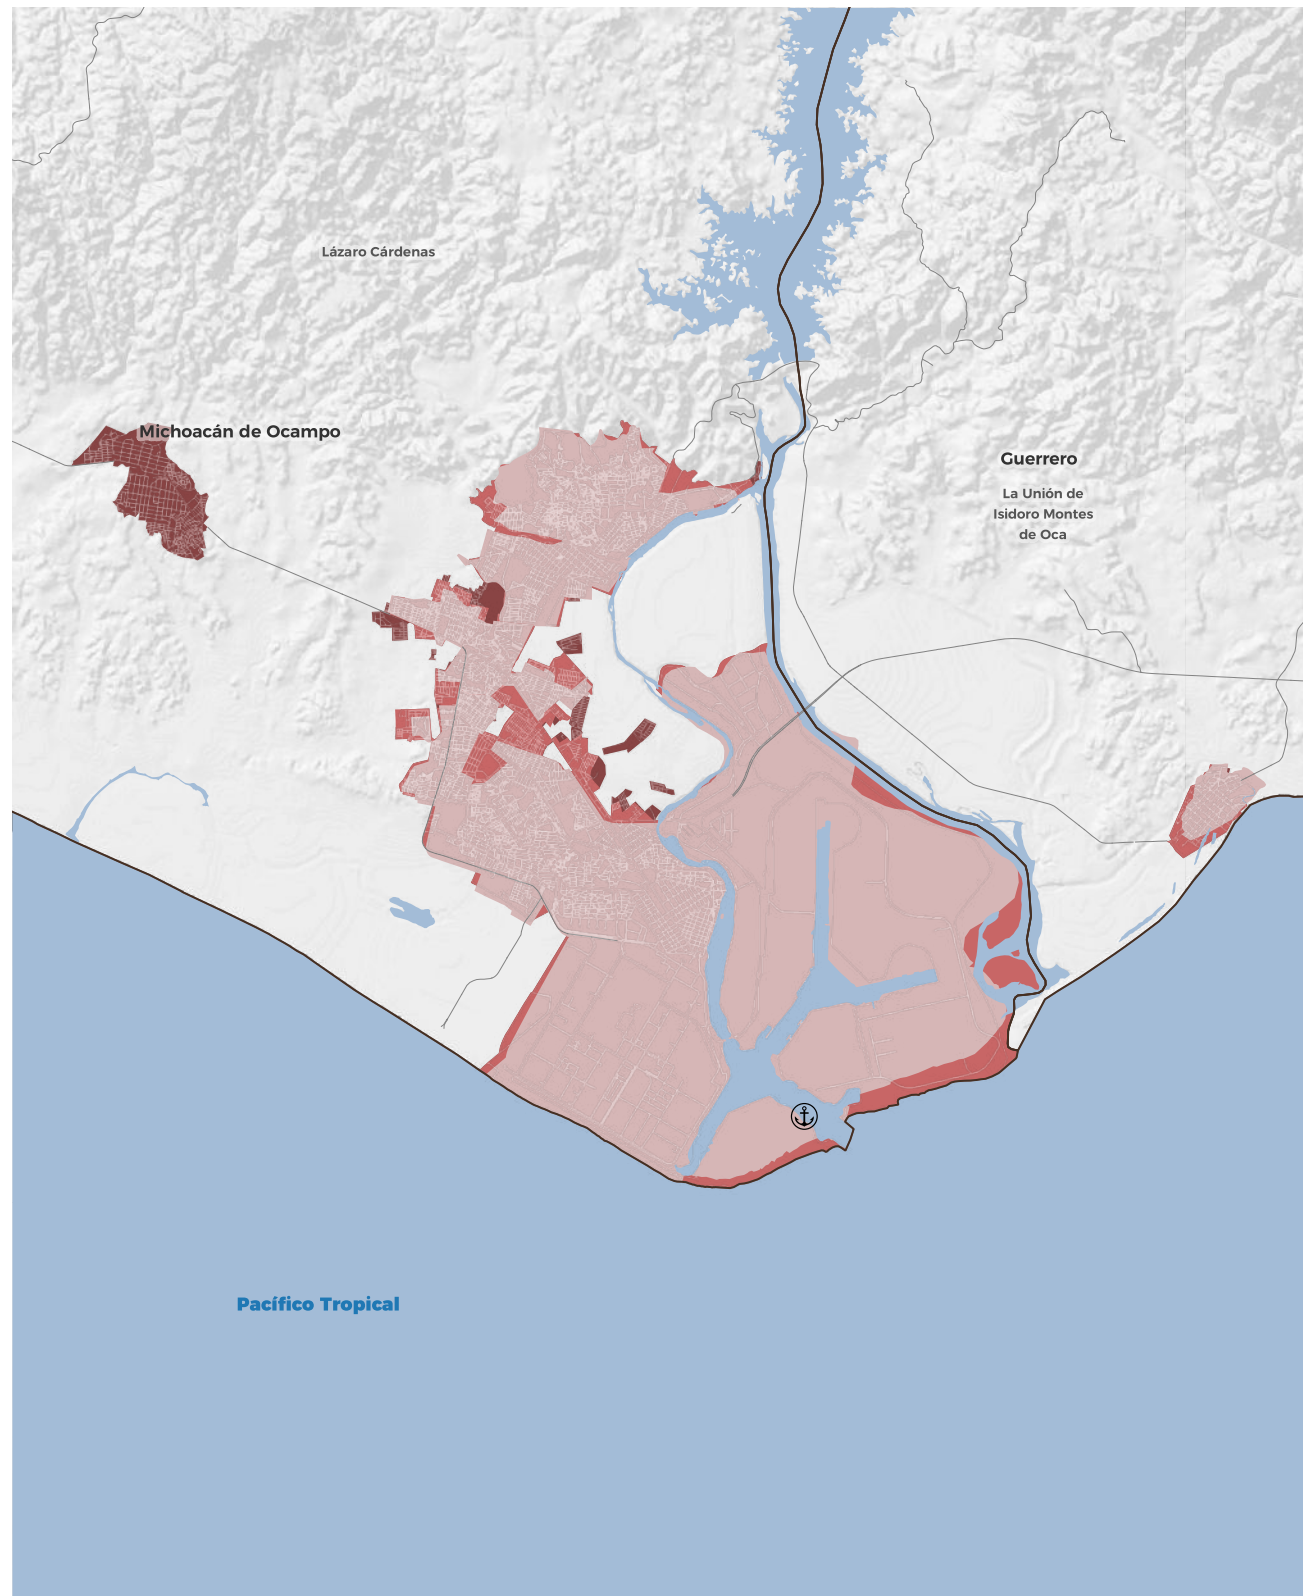 Lázaro Cárdenas
Michoacán de Ocampo
Guerrero
La Unión de
Isidoro Montes
de Oca
Pacífico Tropical